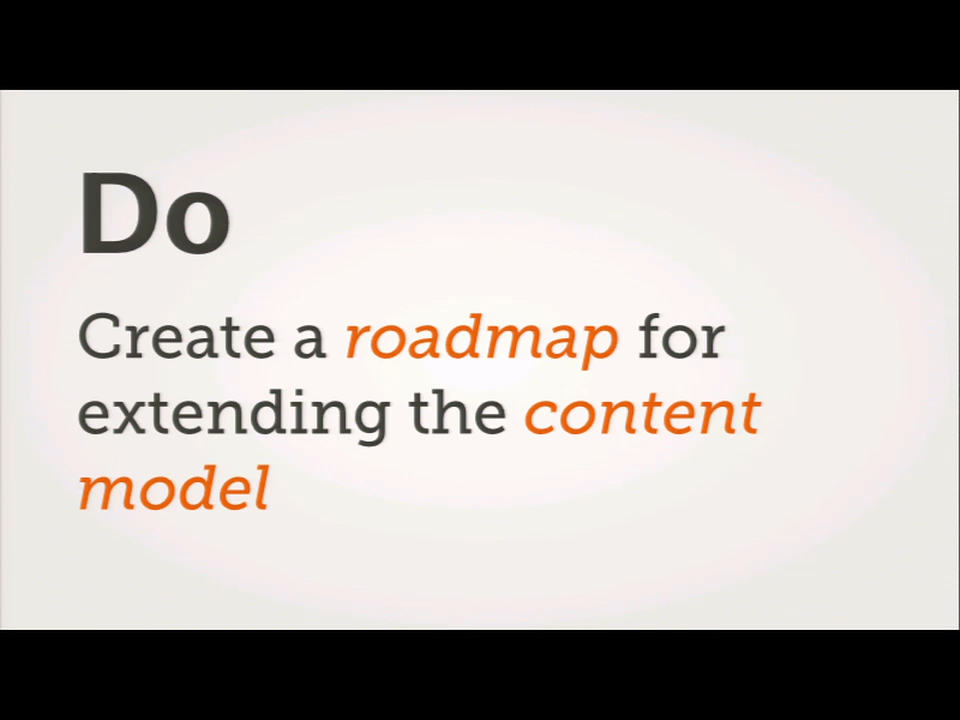 Do
Create a roadmap for
extending the content
model